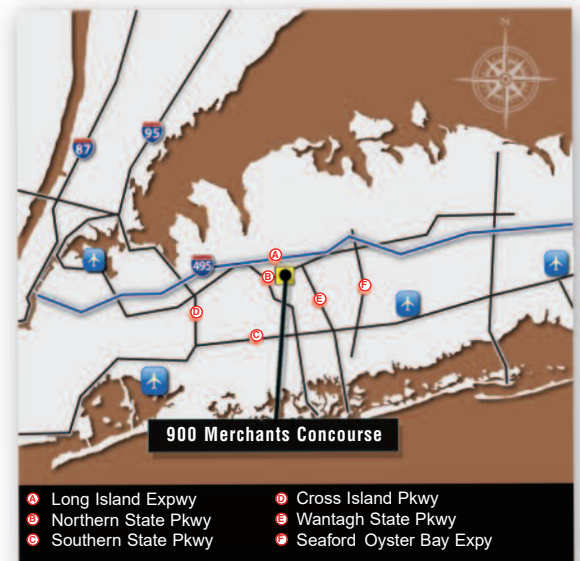 N
95
87
A
495
B
F
E
D
C
900 Merchants Concourse
A Long Island Expwy
B Northern State Pkwy
C Southern State Pkwy
D Cross Island Pkwy
E Wantagh State Pkwy
F Seaford Oyster Bay Expy